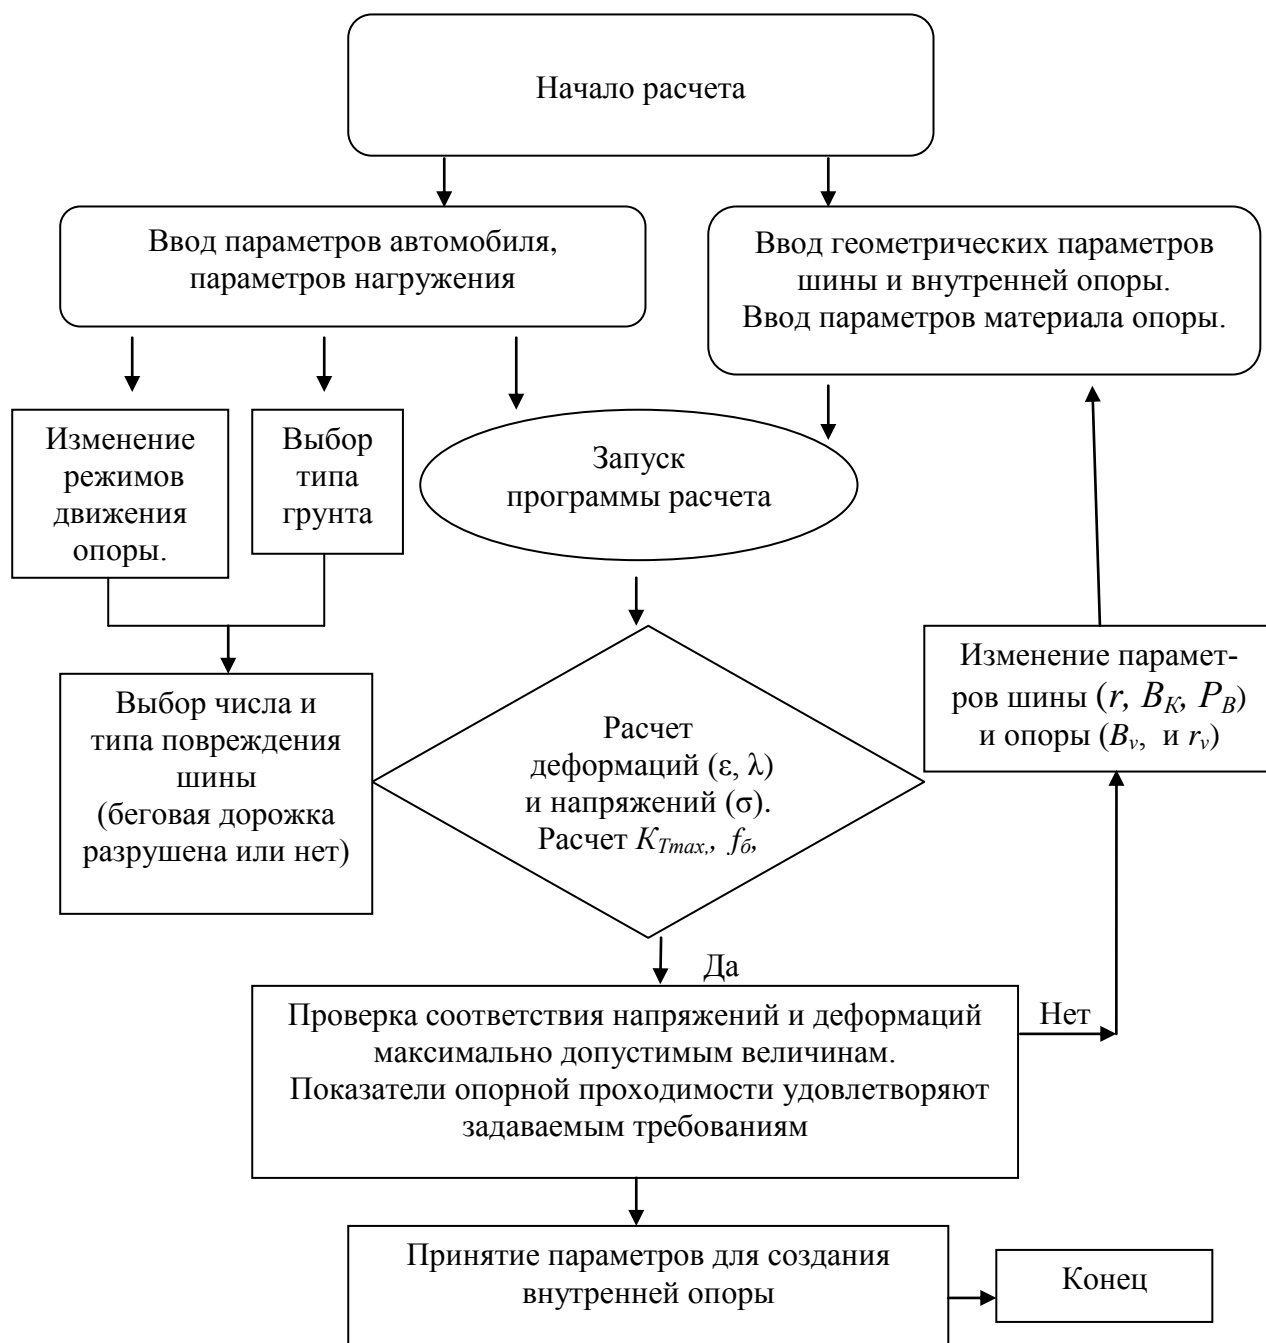 Начало расчета
Ввод параметров автомобиля,
параметров нагружения
Ввод геометрических параметров
шины и внутренней опоры.
Ввод параметров материала опоры.
Изменение
режимов
движения
опоры.
Выбор
типа
грунта
Запуск
программы расчета
Выбор числа и
типа повреждения
шины
(беговая дорожка
разрушена или нет)
Расчет
деформаций (ε, λ)
и напряжений (σ).
Расчет K_Tmax,, f_б,
Изменение парамет-
ров шины (r, B_К, P_B)
и опоры (B_v, и r_v)
Да
Проверка соответствия напряжений и деформаций
максимально допустимым величинам.
Показатели опорной проходимости удовлетворяют
задаваемым требованиям
Нет
Принятие параметров для создания
внутренней опоры
Конец